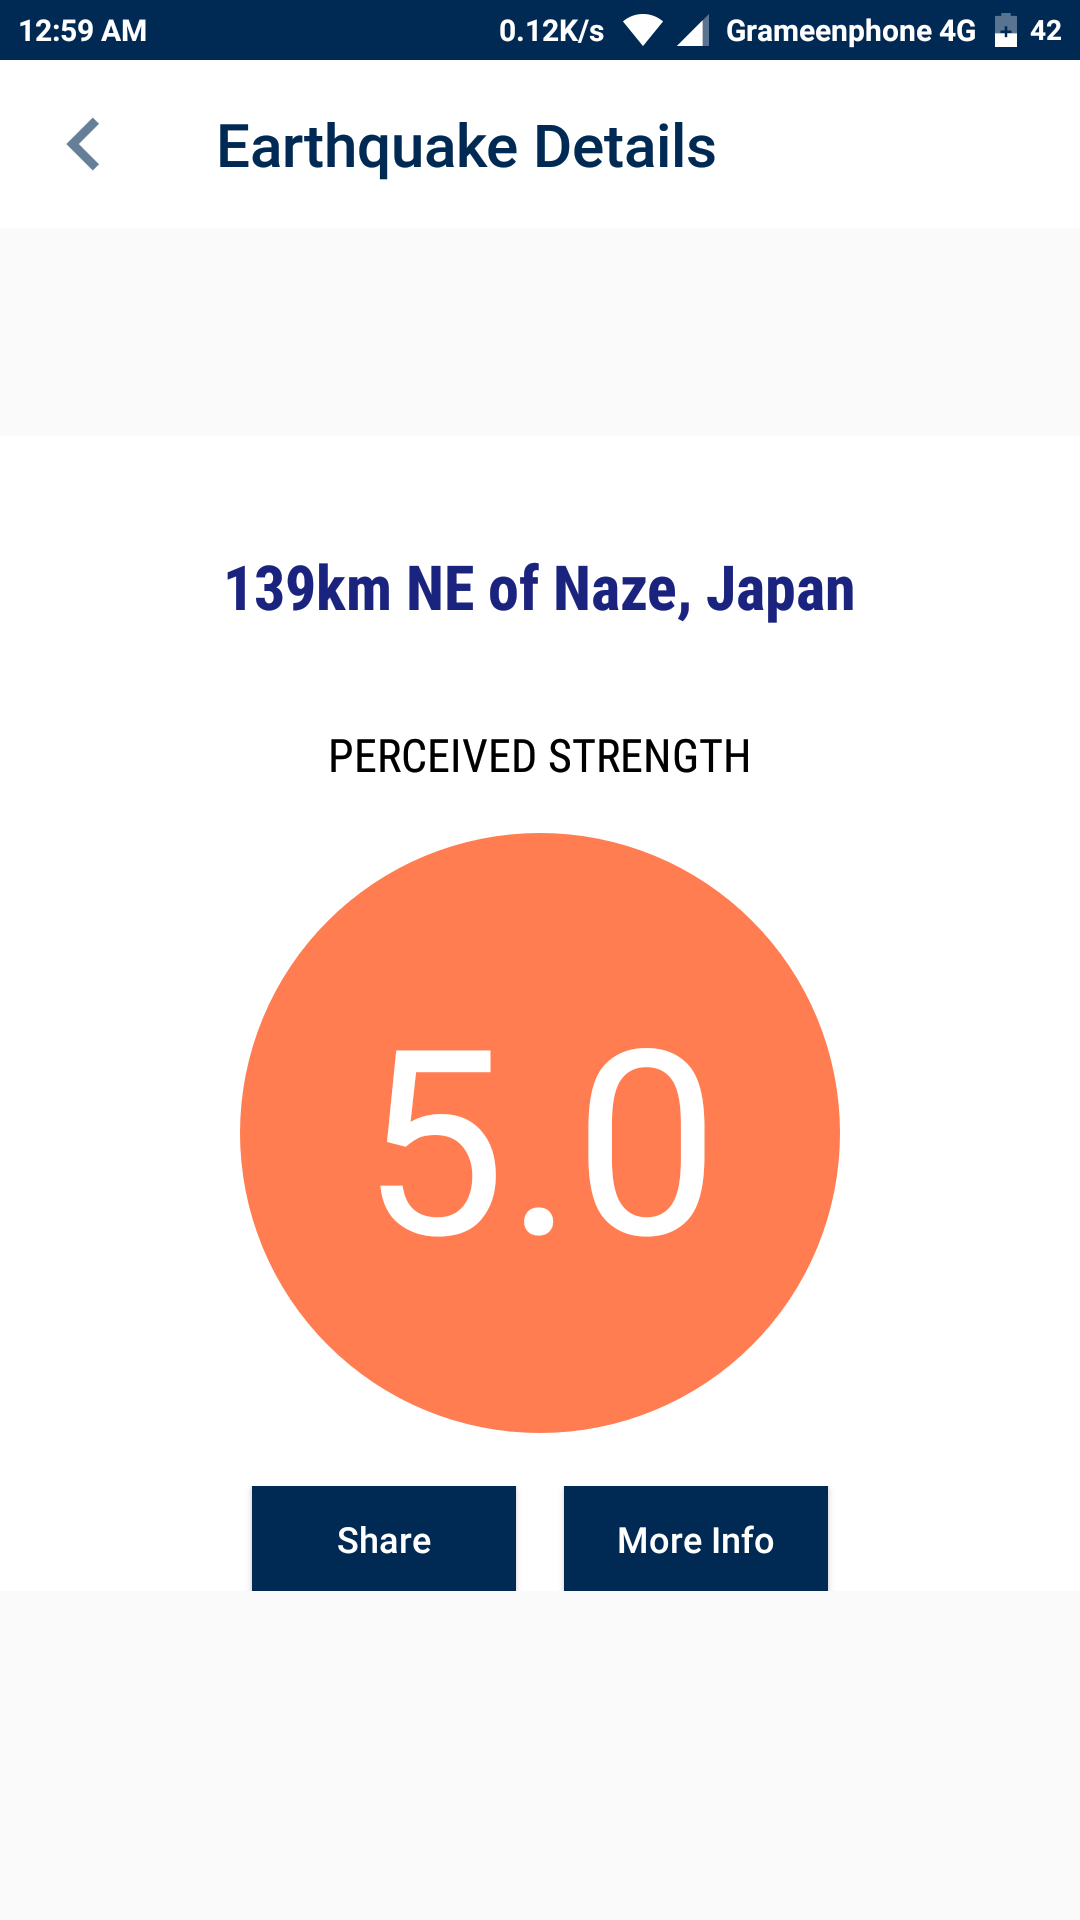 12:59 AM 0.12K/s Grameenphone 4G 42
Earthquake Details
139km NE of Naze, Japan
PERCEIVED STRENGTH
5.0
Share More Info